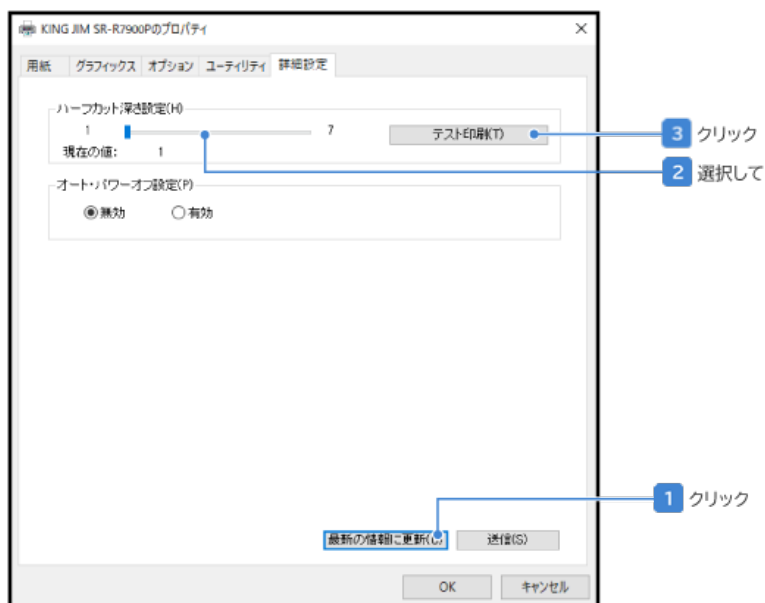 KING JIM SR-R7900Pのプロパティ
用紙 グラフィックス オプション ユーティリティ 詳細設定
ハーフカット深さ設定(H)
1 7 テスト印刷(T)
3 クリック
現在の値: 1
2 選択して
オート・パワーオフ設定(P)
無効 有効
1 クリック
最新の情報に更新( 送信(S)
OK キャンセル